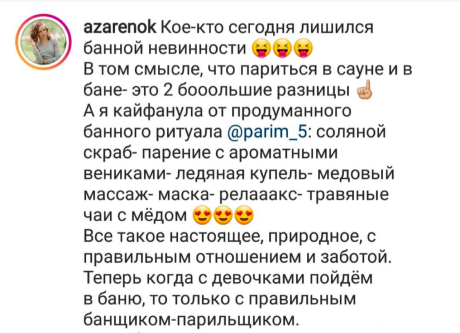 azarenok Кое-кто сегодня лишился
банной невинности 😝😝😝
В том смысле, что париться в сауне и в
бане- это 2 бооольшие разницы ☝🏼
А я кайфанула от продуманного
банного ритуала @parim_5: соляной
скраб- парение с ароматными
вениками- ледяная купель- медовый
массаж- маска- релааакс- травяные
чаи с мёдом 😍😍😍
Все такое настоящее, природное, с
правильным отношением и заботой.
Теперь когда с девочками пойдём
в баню, то только с правильным
банщиком-парильщиком.